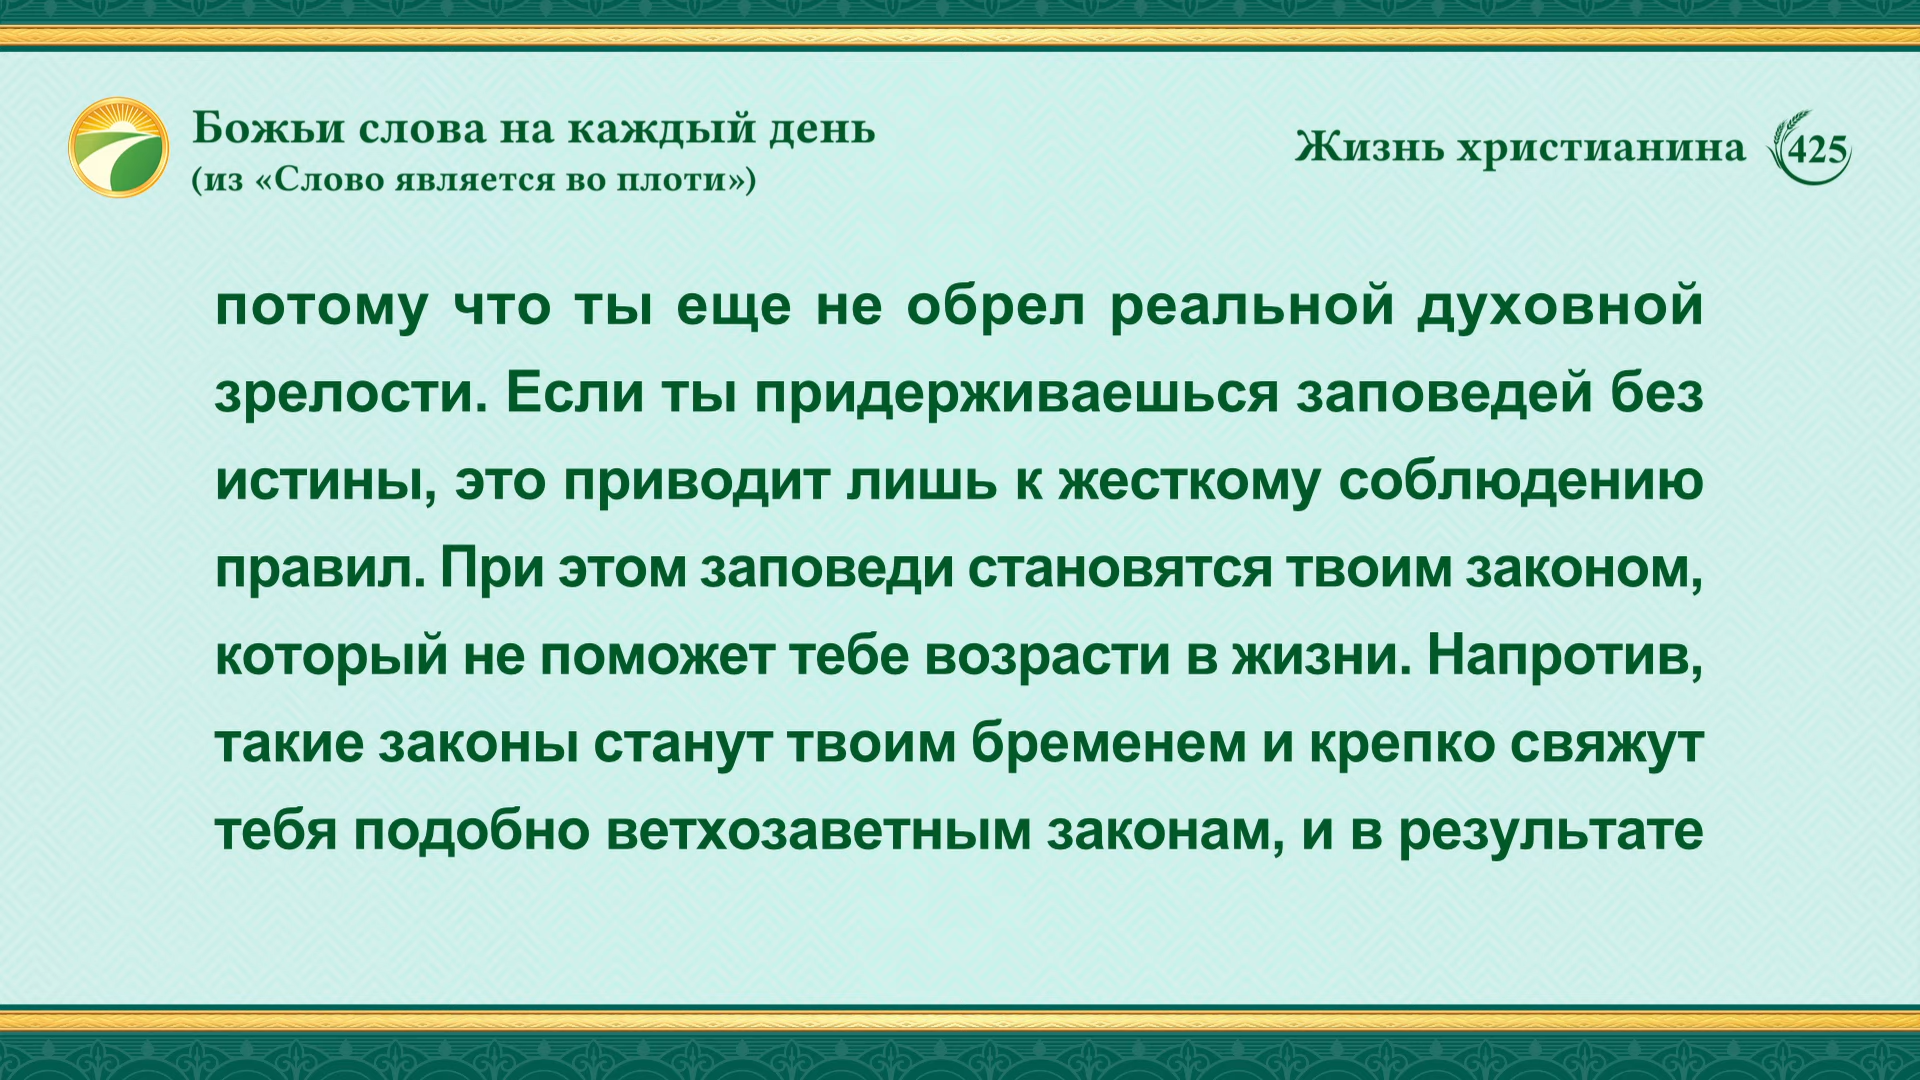 Божьи слова на каждый день
(из «Слово является во плоти»)
Жизнь христианина 425
потому что ты еще не обрел реальной духовной
зрелости. Если ты придерживаешься заповедей без
истины, это приводит лишь к жесткому соблюдению
правил. При этом заповеди становятся твоим законом,
который не поможет тебе возрасти в жизни. Напротив,
такие законы станут твоим бременем и крепко свяжут
тебя подобно ветхозаветным законам, и в результате